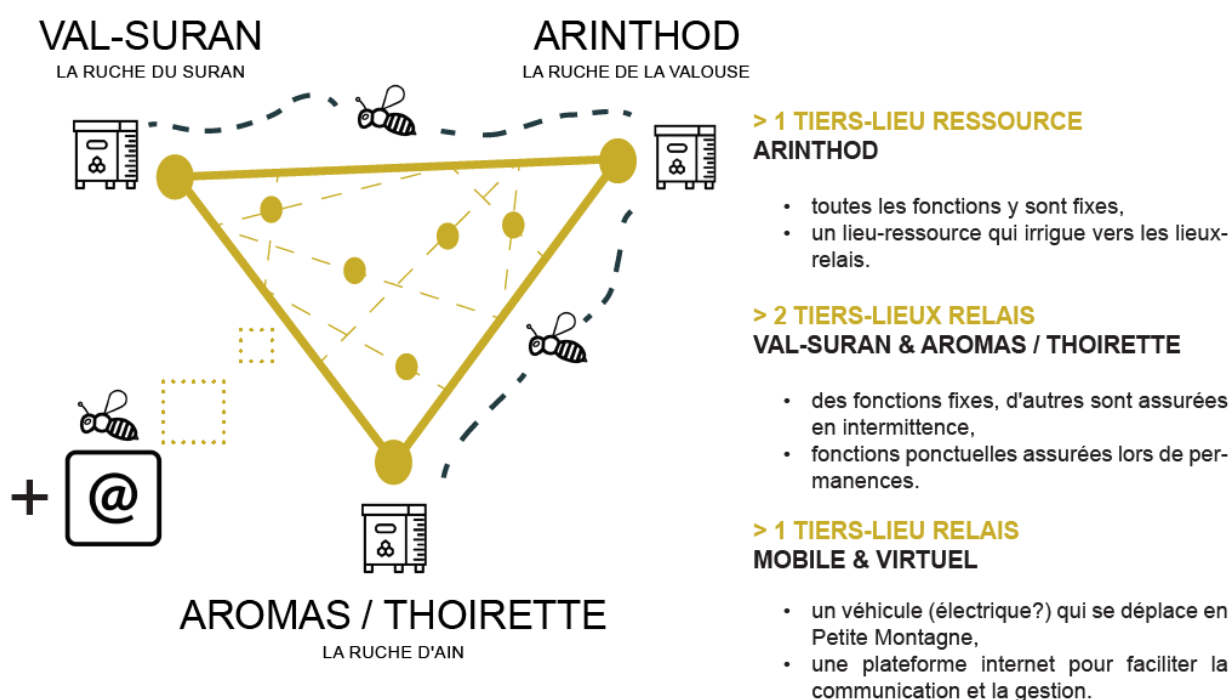 VAL-SURAN
LA RUCHE DU SURAN
ARINTHOD
LA RUCHE DE LA VALOUSE
+ @
AROMAS / THOIRETTE
LA RUCHE D'AIN
> 1 TIERS-LIEU RESSOURCE
ARINTHOD
• toutes les fonctions y sont fixes,
• un lieu-ressource qui irrigue vers les lieux-
relais.
> 2 TIERS-LIEUX RELAIS
VAL-SURAN & AROMAS / THOIRETTE
• des fonctions fixes, d'autres sont assurées
en intermittence,
• fonctions ponctuelles assurées lors de per-
manences.
> 1 TIERS-LIEU RELAIS
MOBILE & VIRTUEL
• un véhicule (électrique?) qui se déplace en
Petite Montagne,
• une plateforme internet pour faciliter la
communication et la gestion.